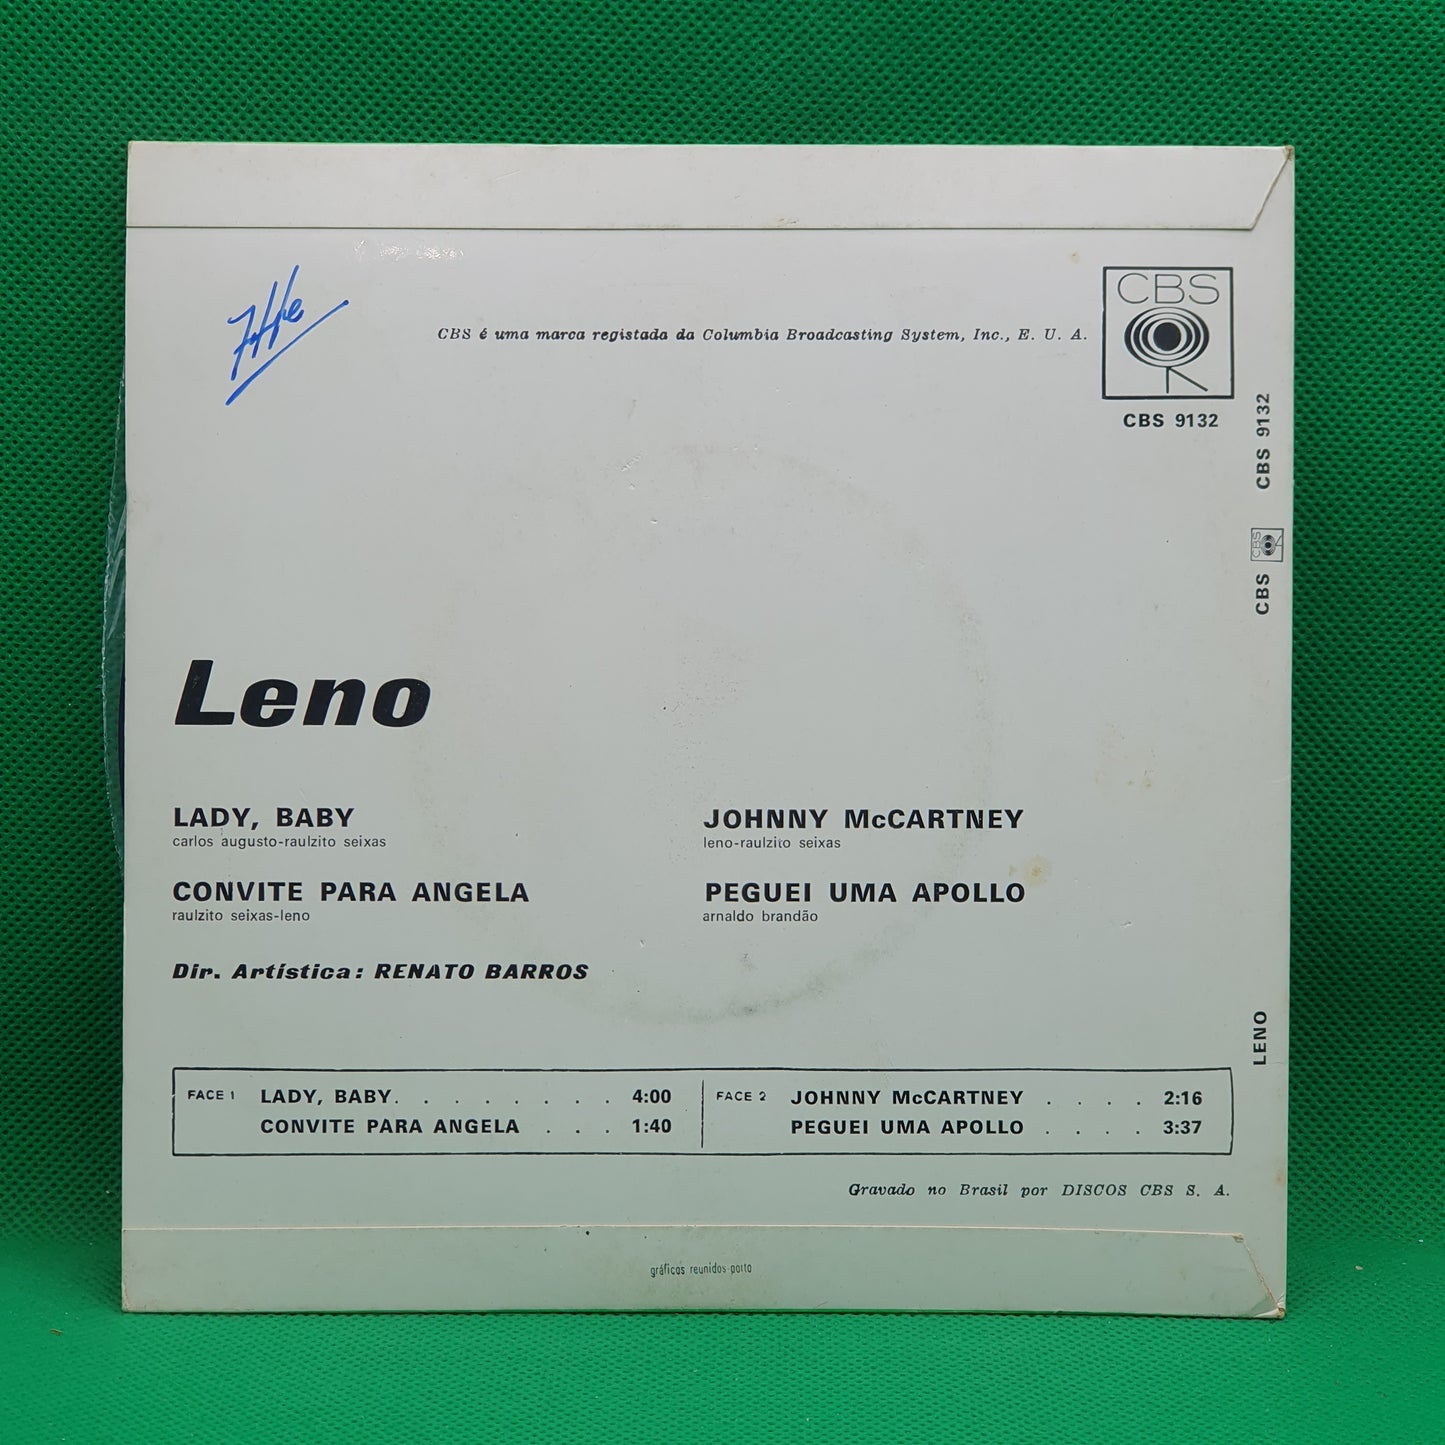 CBS é uma marca registada da Columbia Broadcasting System, Inc., E. U. A.
CBS
CBS 9132
CBS 9132
CBS
CBS
LENO
Leno
LADY, BABY
carlos augusto-raulzito seixas
CONVITE PARA ANGELA
raulzito seixas-leno
JOHNNY McCARTNEY
leno-raulzito seixas
PEGUEI UMA APOLLO
arnaldo brandão
Dir. Artística: RENATO BARROS
FACE 1 LADY, BABY. . . . . . . . 4:00
CONVITE PARA ANGELA . . . 1:40
FACE 2 JOHNNY McCARTNEY . . . . 2:16
PEGUEI UMA APOLLO . . . . 3:37
Gravado no Brasil por DISCOS CBS S. A.
gráficos reunidos-porto